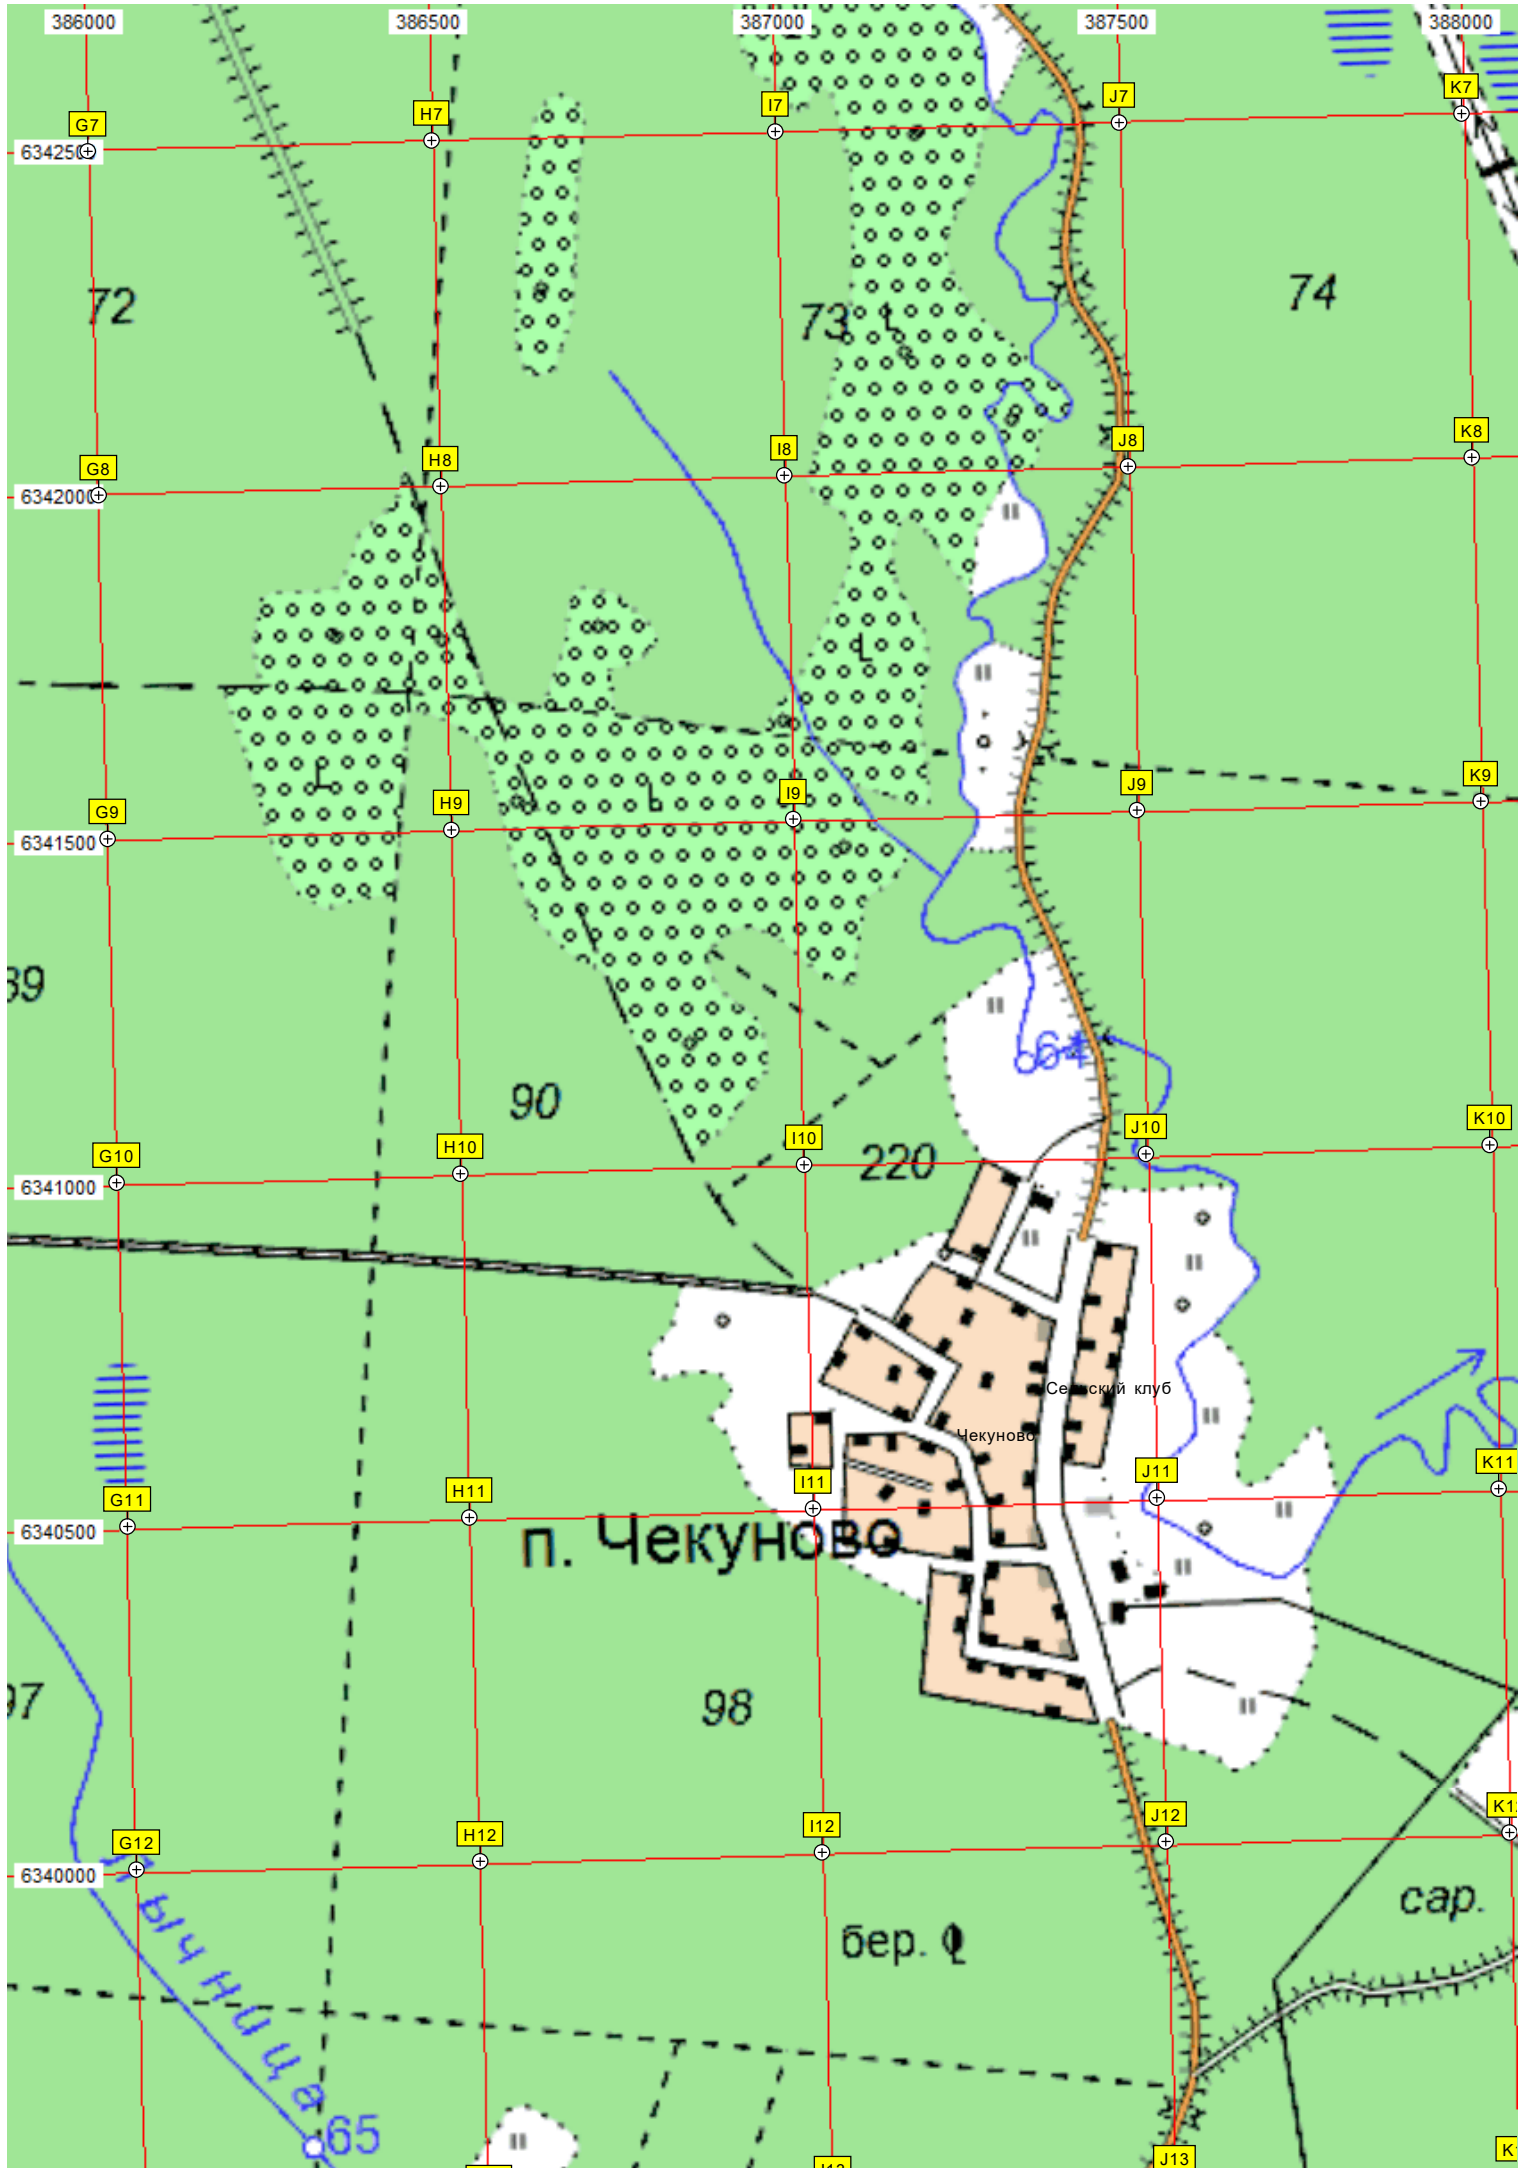 386000 386500 387000 387500 388000
G7 H7 I7 J7 K7
6342500
72 73 74
G8 H8 I8 J8 K8
6342000
G9 H9 I9 J9 K9
6341500
64
90
G10 H10 I10 J10 K10
220
6341000
Сельский клуб
Чекуново
G11 H11 I11 J11 K11
6340500
п. Чекуново
98
G12 H12 I12 J12
6340000
сар.
бер.
65
J13